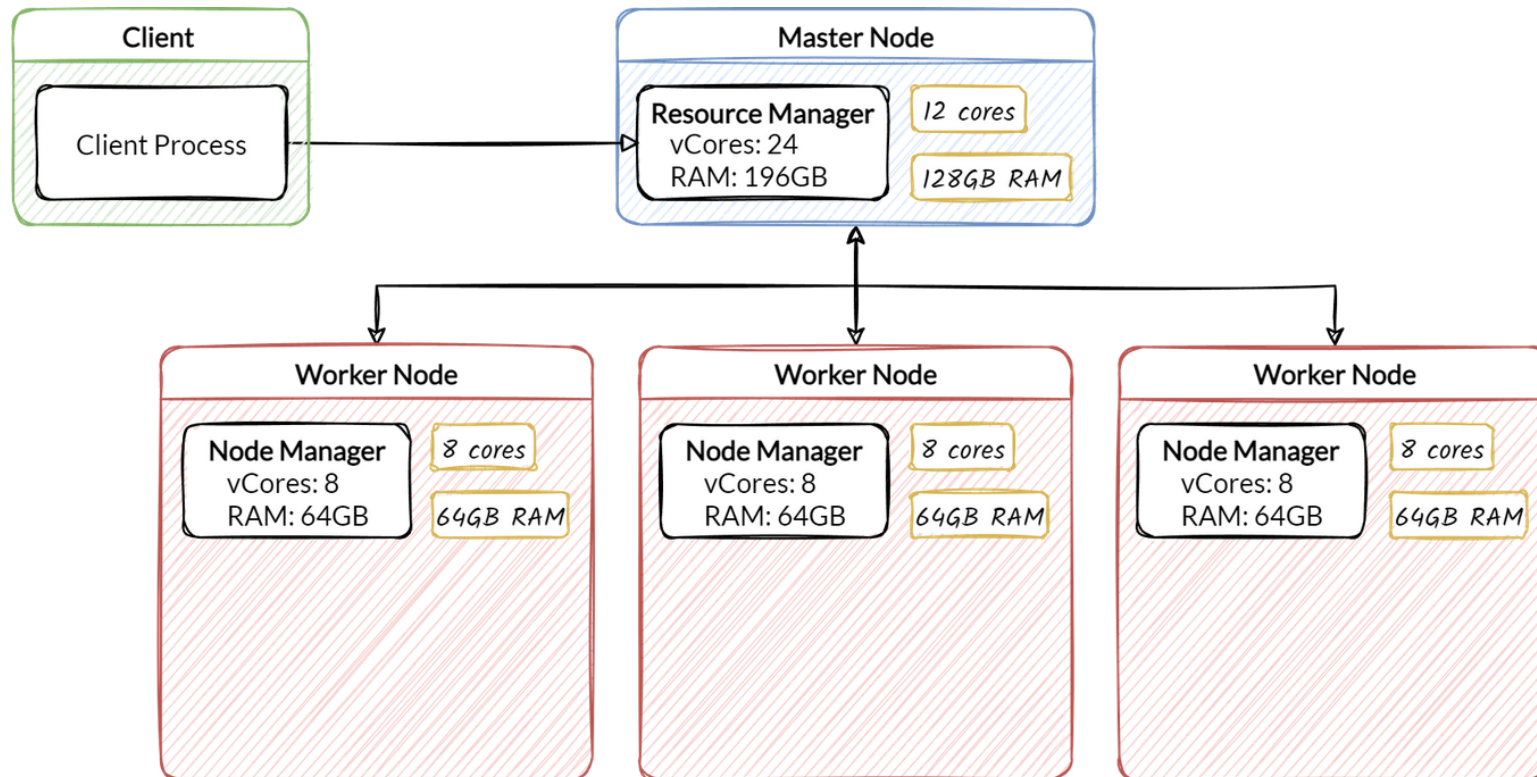 Client
Client Process
Master Node
Resource Manager
vCores: 24
RAM: 196GB
12 cores
128GB RAM
Worker Node
Node Manager
vCores: 8
RAM: 64GB
8 cores
64GB RAM
Worker Node
Node Manager
vCores: 8
RAM: 64GB
8 cores
64GB RAM
Worker Node
Node Manager
vCores: 8
RAM: 64GB
8 cores
64GB RAM